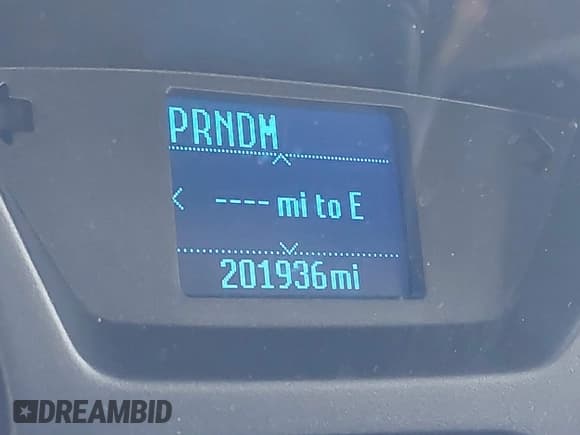 PRNDM
---- mi to E
201936mi
DREAMBID